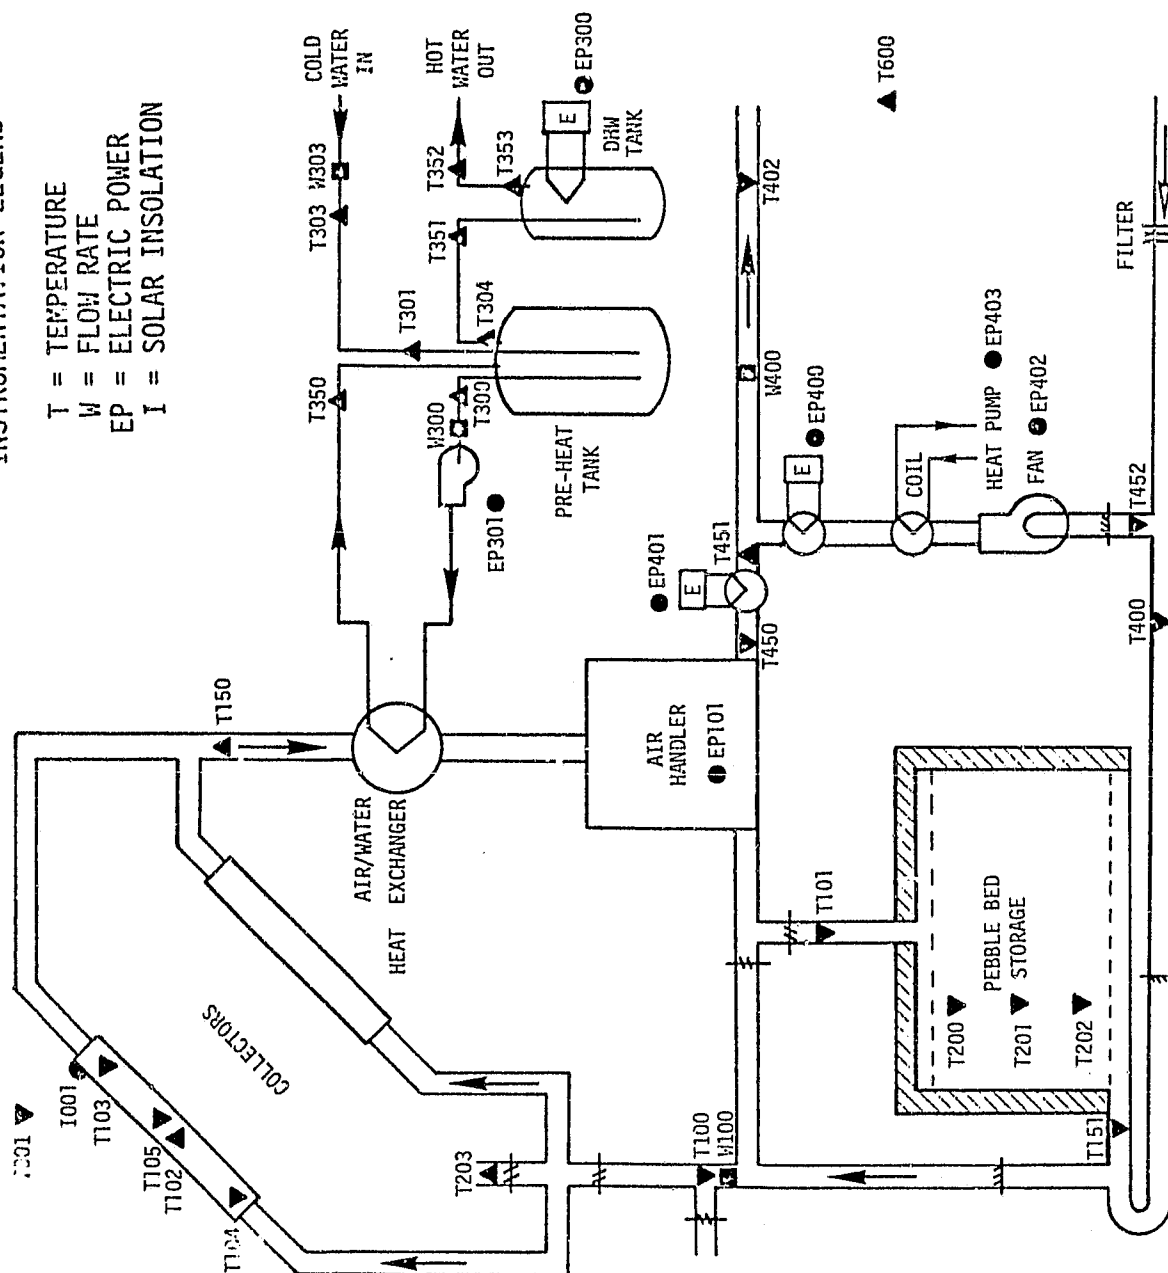 T = TEMPERATURE
W = FLOW RATE
EP = ELECTRIC POWER
I = SOLAR INSOLATION
COLD
WATER
IN
HOT
WATER
OUT
EP300
T600
W303
T303
T352
T353
E
DHW
TANK
T351
T402
FILTER
T301
T304
T350
W300
T300
W400
EP403
EP400
EP402
E
PRE-HEAT
TANK
COIL
HEAT PUMP
FAN
EP301
T452
EP401
T451
E
T450
T400
T150
AIR
HANDLER
EP101
AIR/WATER
HEAT EXCHANGER
T101
COLLECTORS
PEBBLE BED
STORAGE
T200
T201
T202
I001
T103
T105
T102
T104
T203
T100
W100
T151